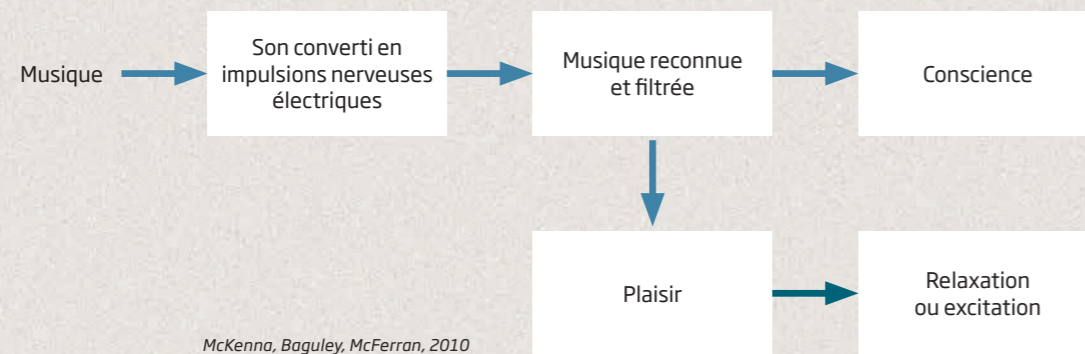 Musique
Son converti en
impulsions nerveuses
électriques
Musique reconnue
et filtrée
Conscience
Plaisir
Relaxation
ou excitation
McKenna, Baguley, McFerran, 2010